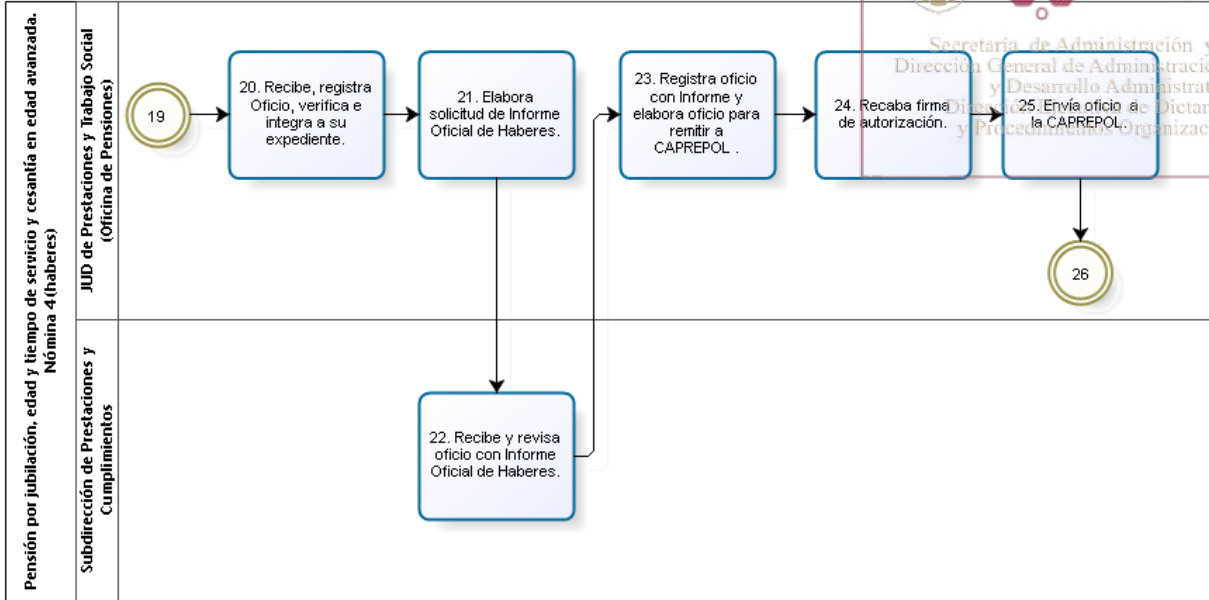 Pensión por jubilación, edad y tiempo de servicio y cesantía en edad avanzada.
Nómina 4 (haberes)
JUD de Prestaciones y Trabajo Social
(Oficina de Pensiones)
19
20. Recibe, registra
Oficio, verifica e
integra a su
expediente.
21. Elabora
solicitud de Informe
Oficial de Haberes.
23. Registra oficio
con Informe y
elabora oficio para
remitir a
CAPREPOL .
24. Recaba firma
de autorización.
25. Envía oficio a
la CAPREPOL.
26
Secretaría de Administración y
Dirección General de Administració
y Desarrollo Administrat
Dirección de Dictam
y Procedimientos Organizac
Subdirección de Prestaciones y
Cumplimientos
22. Recibe y revisa
oficio con Informe
Oficial de Haberes.